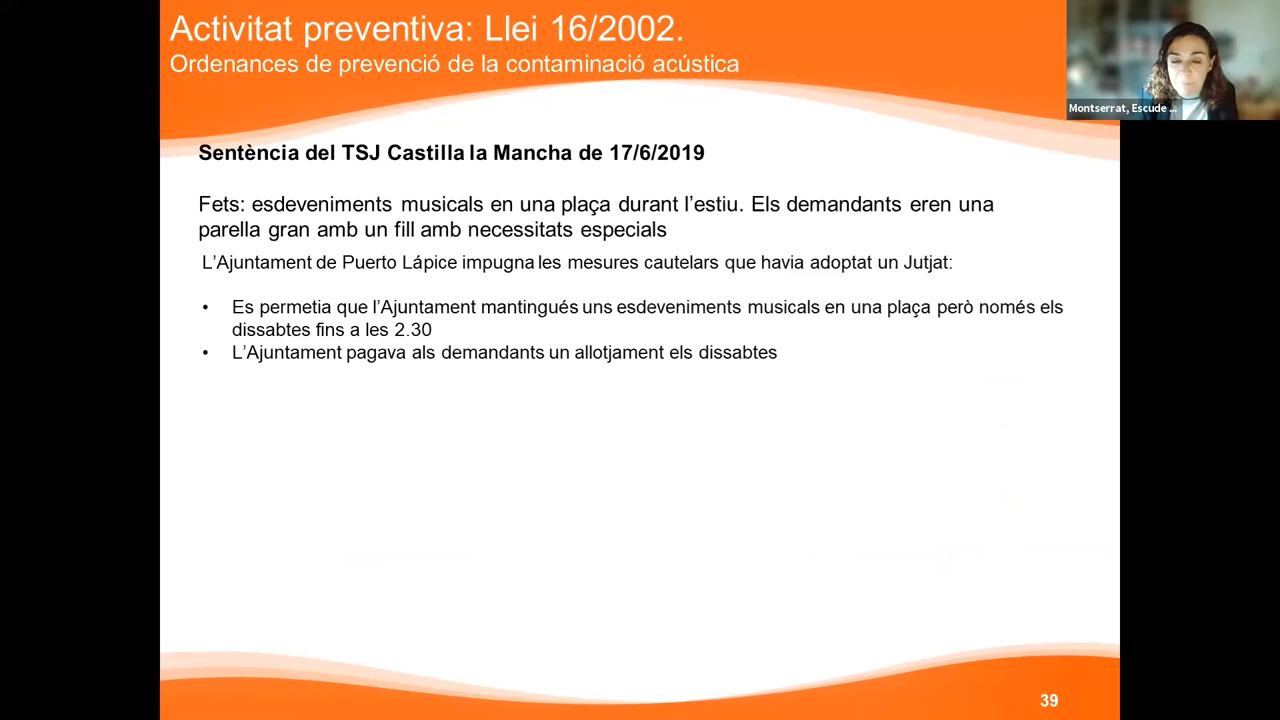 Activitat preventiva: Llei 16/2002.
Ordenances de prevenció de la contaminació acústica
Montserrat, Escude ...
Sentència del TSJ Castilla la Mancha de 17/6/2019
Fets: esdeveniments musicals en una plaça durant l’estiu. Els demandants eren una
parella gran amb un fill amb necessitats especials
L’Ajuntament de Puerto Lápice impugna les mesures cautelars que havia adoptat un Jutjat:
• Es permetia que l’Ajuntament mantingués uns esdeveniments musicals en una plaça però només els
dissabtes fins a les 2.30
• L’Ajuntament pagava als demandants un allotjament els dissabtes
39